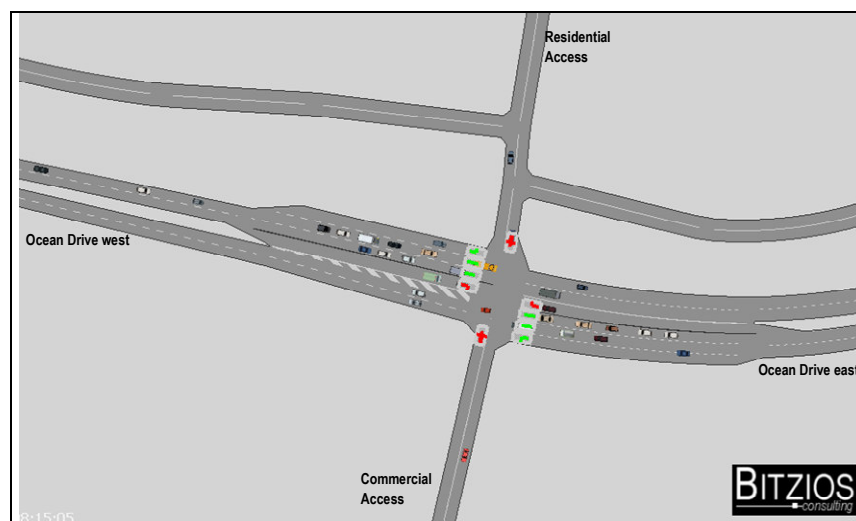 Residential
Access
Ocean Drive west
Ocean Drive east
Commercial
Access
BITZIOS
consulting
8:15:05